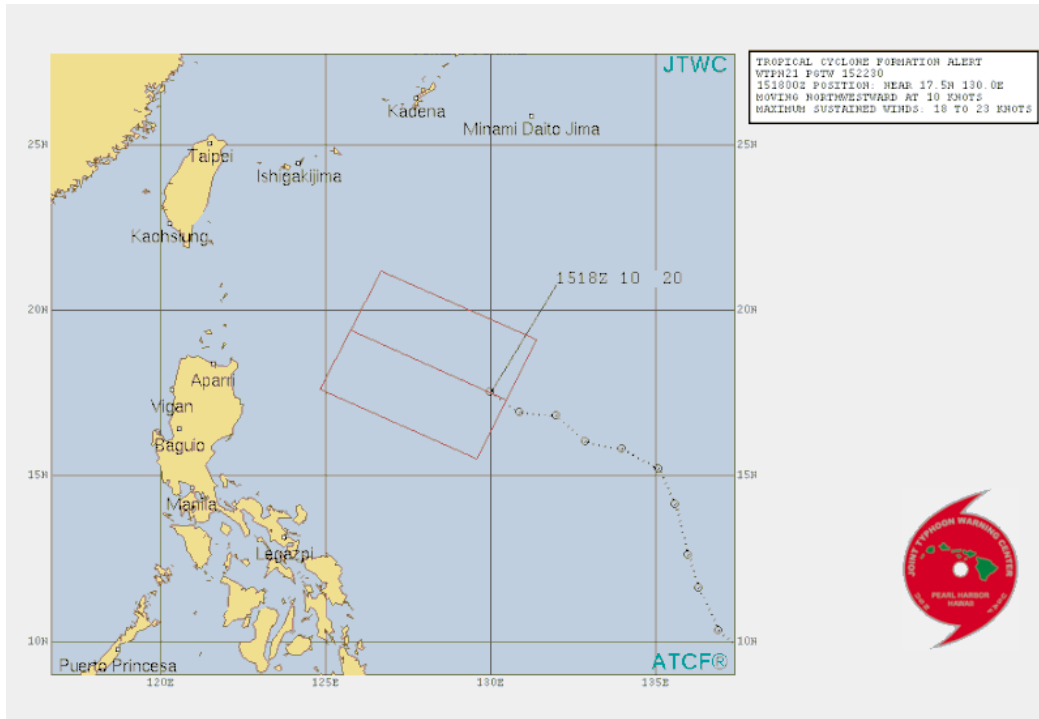 JTWC
TROPICAL CYCLONE FORMATION ALERT
WTPN21 PGTW 152230
151800Z POSITION: NEAR 17.5N 130.0E
MOVING NORTHWESTWARD AT 10 KNOTS
MAXIMUM SUSTAINED WINDS: 18 TO 23 KNOTS
Kadena
Minami Daito Jima
25N
25N
Taipei
Ishigakijima
Kaohsiung
1518Z 10 20
20N
20N
Aparri
Vigan
Baguio
15N
15N
Manila
Legazpi
JOINT TYPHOON WARNING CENTER
PEARL HARBOR
HAWAII
10N
10N
Puerto Princesa
ATCF®
120E
125E
130E
135E